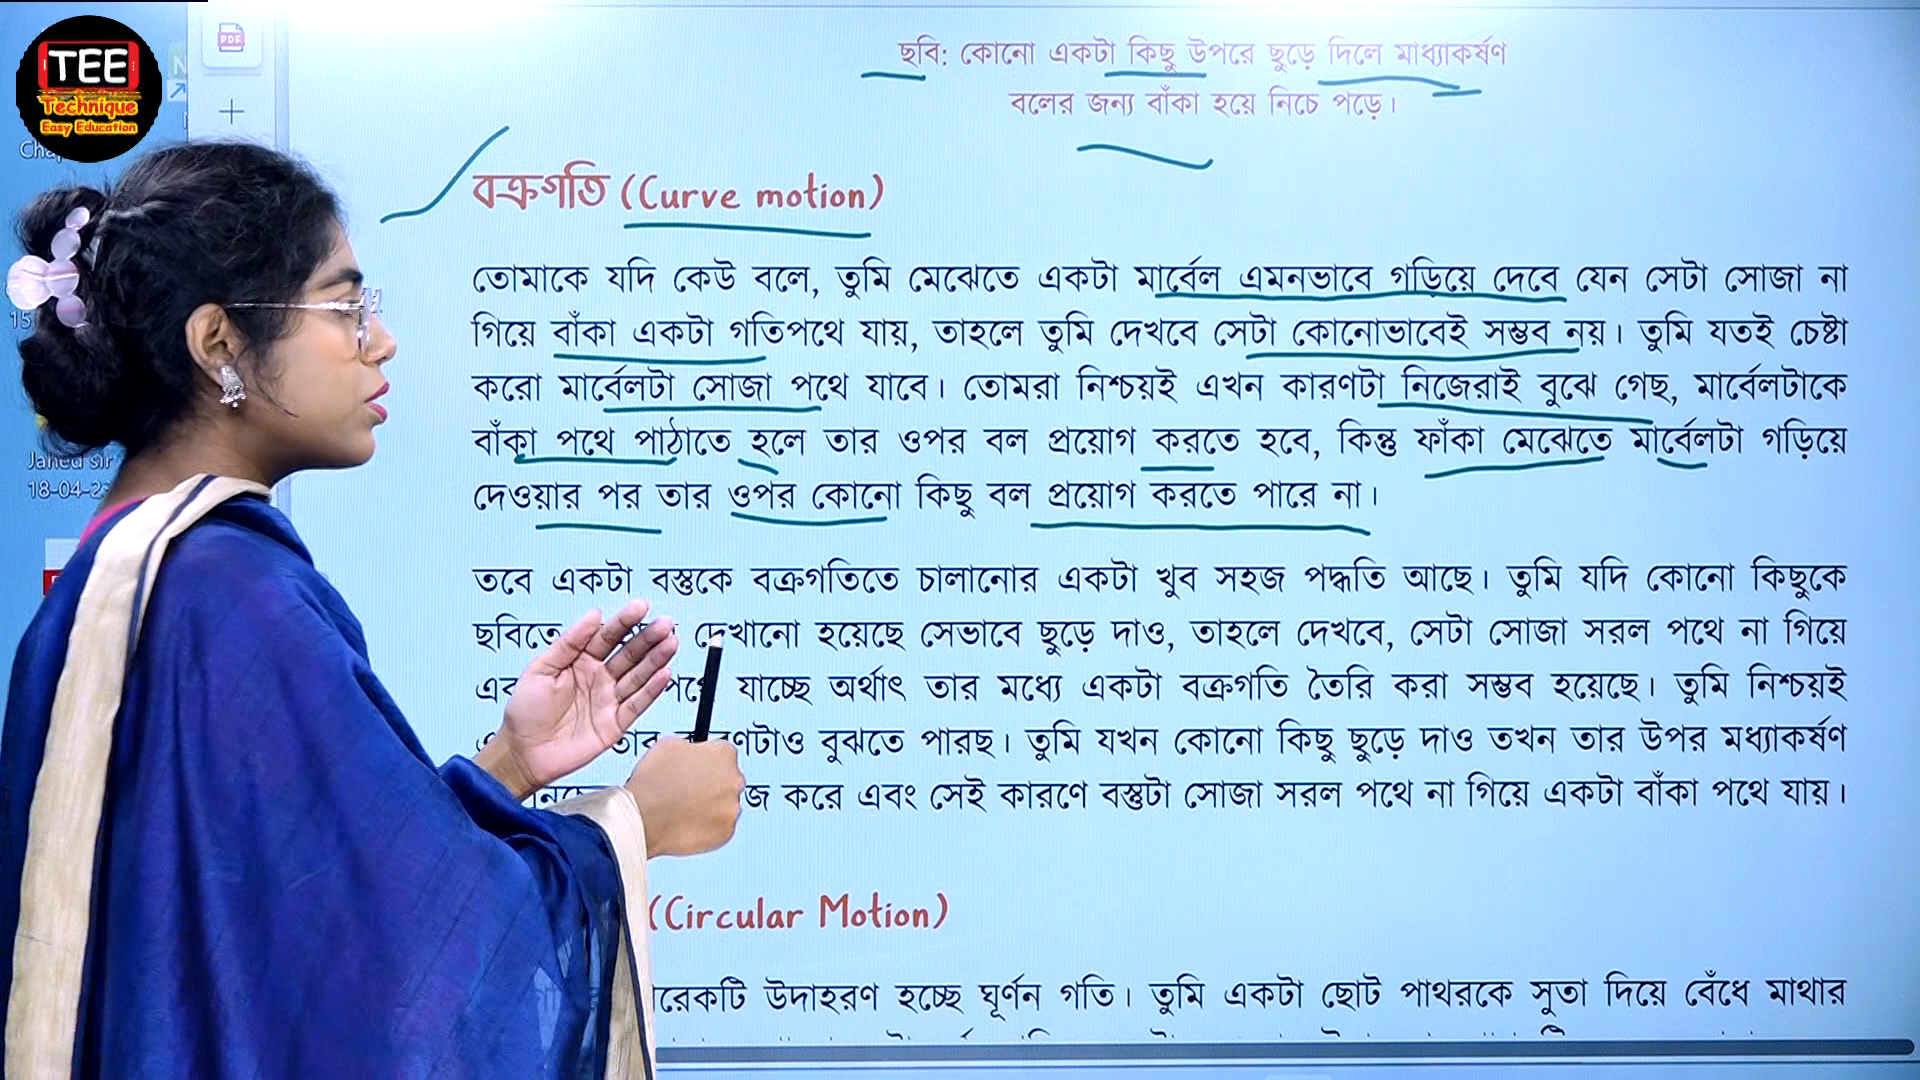 TEE
Technique
Easy Education
PDF
ছবি: কোনো একটা কিছু উপরে ছুড়ে দিলে মাধ্যাকর্ষণ
বলের জন্য বাঁকা হয়ে নিচে পড়ে।
বক্রগতি (Curve motion)
তোমাকে যদি কেউ বলে, তুমি মেঝেতে একটা মার্বেল এমনভাবে গড়িয়ে দেবে যেন সেটা সোজা না
গিয়ে বাঁকা একটা গতিপথে যায়, তাহলে তুমি দেখবে সেটা কোনোভাবেই সম্ভব নয়। তুমি যতই চেষ্টা
করো মার্বেলটা সোজা পথে যাবে। তোমরা নিশ্চয়ই এখন কারণটা নিজেরাই বুঝে গেছ, মার্বেলটাকে
বাঁকা পথে পাঠাতে হলে তার ওপর বল প্রয়োগ করতে হবে, কিন্তু ফাঁকা মেঝেতে মার্বেলটা গড়িয়ে
দেওয়ার পর তার ওপর কোনো কিছু বল প্রয়োগ করতে পারে না।
তবে একটা বস্তুকে বক্রগতিতে চালানোর একটা খুব সহজ পদ্ধতি আছে। তুমি যদি কোনো কিছুকে
ছবিতে দেখানো হয়েছে সেভাবে ছুড়ে দাও, তাহলে দেখবে, সেটা সোজা সরল পথে না গিয়ে
যাচ্ছে অর্থাৎ তার মধ্যে একটা বক্রগতি তৈরি করা সম্ভব হয়েছে। তুমি নিশ্চয়ই
তার বুঝতে পারছ। তুমি যখন কোনো কিছু ছুড়ে দাও তখন তার উপর মধ্যাকর্ষণ
করে এবং সেই কারণে বস্তুটা সোজা সরল পথে না গিয়ে একটা বাঁকা পথে যায়।
(Circular Motion)
উদাহরণ হচ্ছে ঘূর্ণন গতি। তুমি একটা ছোট পাথরকে সুতা দিয়ে বেঁধে মাথার
Jahed sir